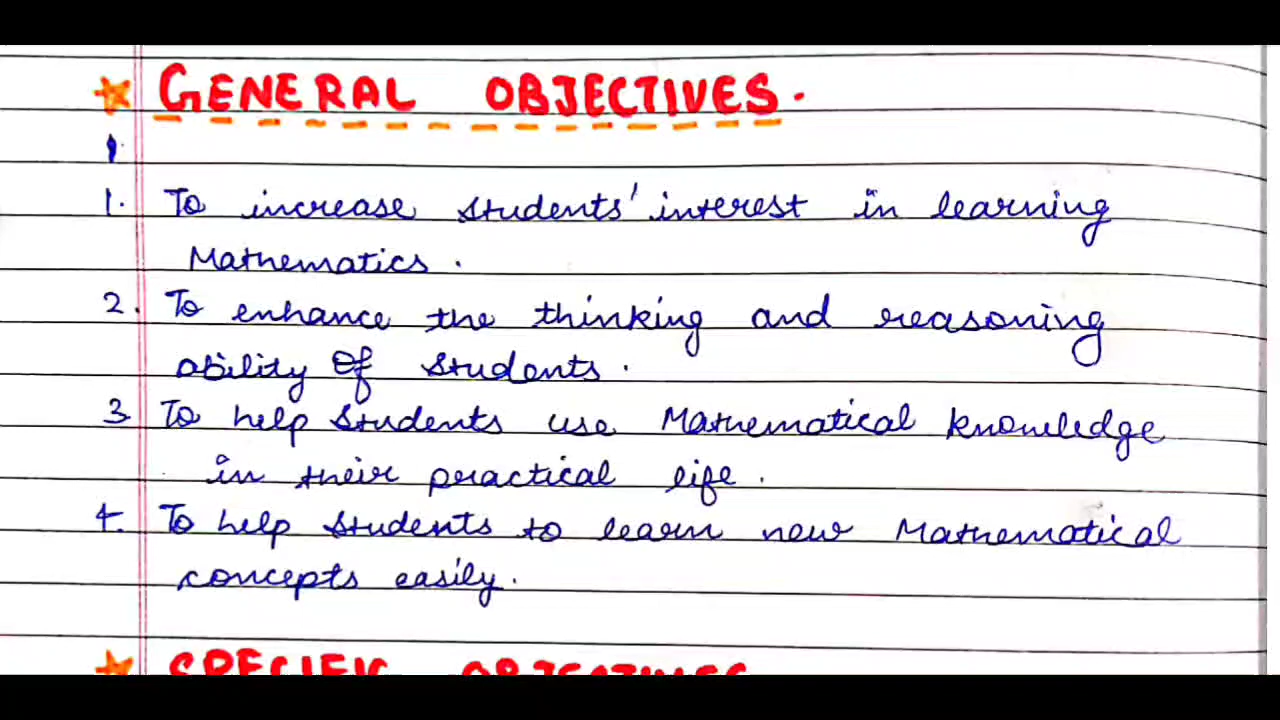 ★ GENERAL OBJECTIVES.
1. To increase students' interest in learning
Mathematics.
2. To enhance the thinking and reasoning
ability of students.
3 To help students use Mathematical knowledge
in their practical life.
4. To help students to learn new Mathematical
concepts easily.
★ SPECIFIC OBJECTIVES